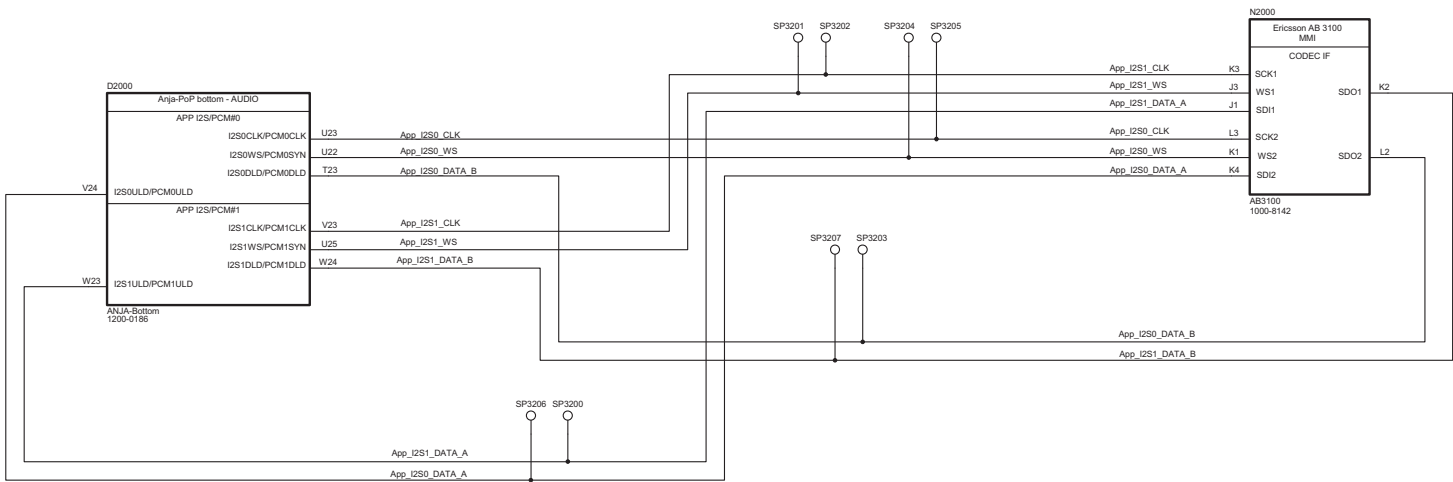 N2000
SP3201
SP3202
SP3204
SP3205
Ericsson AB 3100
MMI
CODEC IF
App_I2S1_CLK
K3
SCK1
App_I2S1_WS
J3
WS1
SDO1
K2
App_I2S1_DATA_A
J1
SDI1
D2000
Anja-PoP bottom - AUDIO
APP I2S/PCM#0
I2S0CLK/PCM0CLK
U23
App_I2S0_CLK
App_I2S0_CLK
L3
SCK2
I2S0WS/PCM0SYN
U22
App_I2S0_WS
App_I2S0_WS
K1
WS2
SDO2
L2
I2S0DLD/PCM0DLD
T23
App_I2S0_DATA_B
App_I2S0_DATA_A
K4
SDI2
V24
I2S0ULD/PCM0ULD
AB3100
1000-8142
APP I2S/PCM#1
I2S1CLK/PCM1CLK
V23
App_I2S1_CLK
I2S1WS/PCM1SYN
U25
App_I2S1_WS
SP3207
SP3203
I2S1DLD/PCM1DLD
W24
App_I2S1_DATA_B
W23
I2S1ULD/PCM1ULD
ANJA-Bottom
1200-0186
App_I2S0_DATA_B
App_I2S1_DATA_B
SP3206
SP3200
App_I2S1_DATA_A
App_I2S0_DATA_A